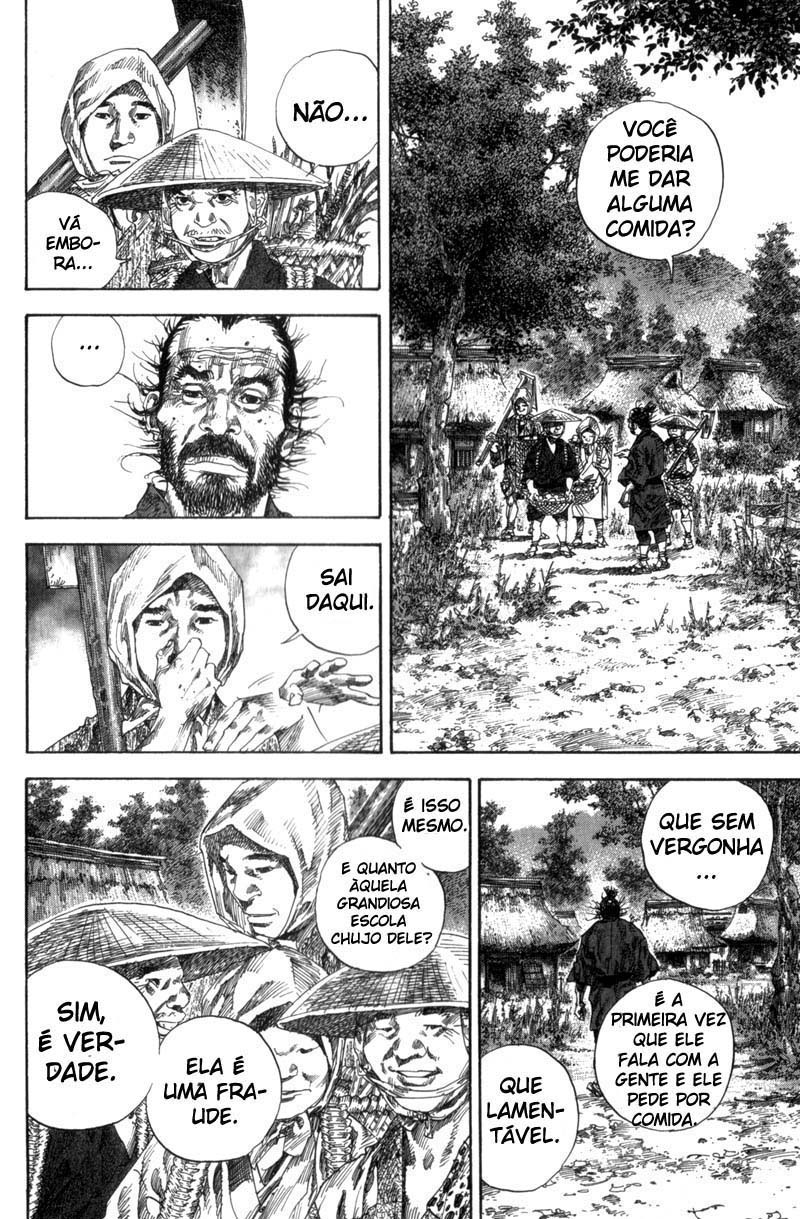 VOCÊ
PODERIA
ME DAR
ALGUMA
COMIDA?
NÃO...
VÁ
EMBO-
RA...
...
SAI
DAQUI.
QUE SEM
VERGONHA
...
É A
PRIMEIRA
VEZ QUE ELE
FALA COM A
GENTE E ELE
PEDE POR
COMIDA.
QUE
LAMEN-
TÁVEL.
É ISSO
MESMO.
E QUANTO
ÀQUELA
GRANDIOSA
ESCOLA
CHUJO DELE?
ELA É
UMA FRA-
UDE.
SIM,
É VER-
DADE.